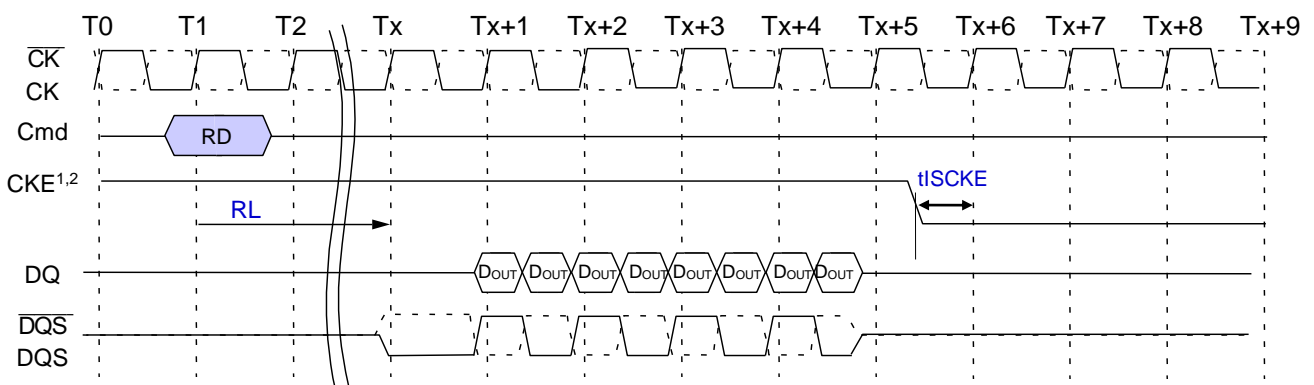 T0 T1 T2 Tx Tx+1 Tx+2 Tx+3 Tx+4 Tx+5 Tx+6 Tx+7 Tx+8 Tx+9
CK
CK
Cmd RD
CKE1,2 tISCKE
RL
DQ DOUT DOUT DOUT DOUT DOUT DOUT DOUT DOUT
DQS
DQS